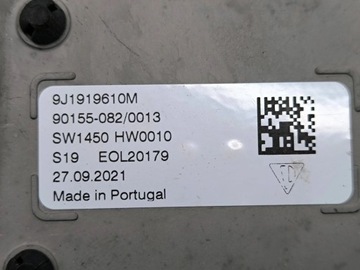 9J1919610M
90155-082/0013
SW1450 HW0010
S19 EOL20179
27.09.2021
Made in Portugal